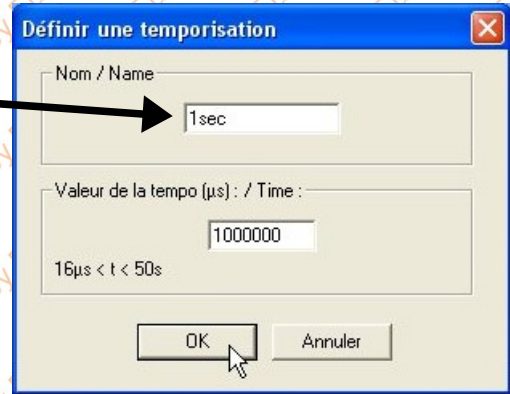 Définir une temporisation
Nom / Name
1sec
Valeur de la tempo (µs) : / Time :
1000000
16µs < t < 50s
OK
Annuler